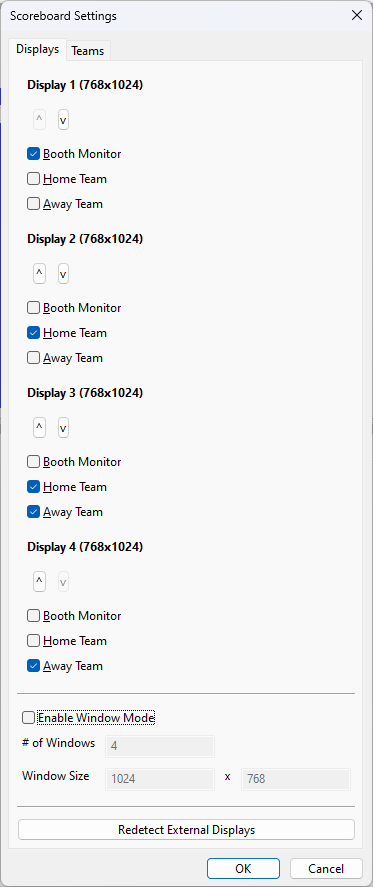 Scoreboard Settings
Displays Teams
Display 1 (768x1024)
^ v
Booth Monitor
Home Team
Away Team
Display 2 (768x1024)
^ v
Booth Monitor
Home Team
Away Team
Display 3 (768x1024)
^ v
Booth Monitor
Home Team
Away Team
Display 4 (768x1024)
^ v
Booth Monitor
Home Team
Away Team
Enable Window Mode
# of Windows 4
Window Size 1024 x 768
Redetect External Displays
OK Cancel